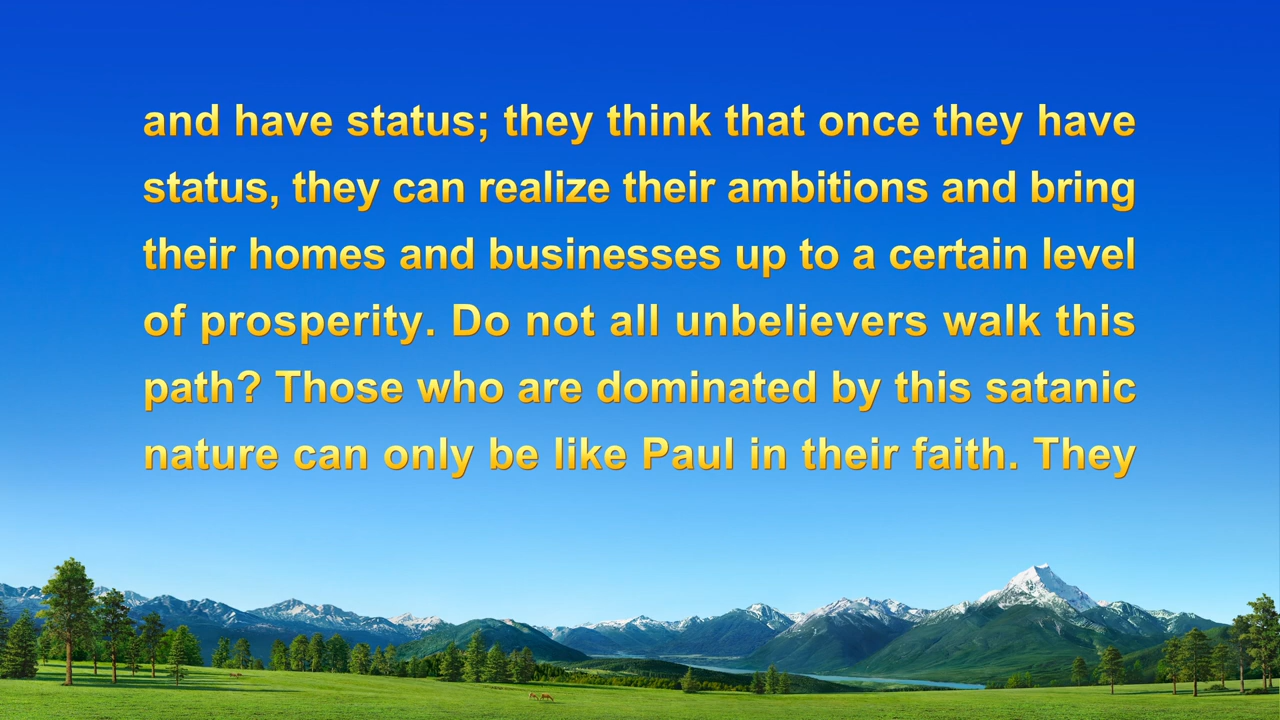 and have status; they think that once they have
status, they can realize their ambitions and bring
their homes and businesses up to a certain level
of prosperity. Do not all unbelievers walk this
path? Those who are dominated by this satanic
nature can only be like Paul in their faith. They